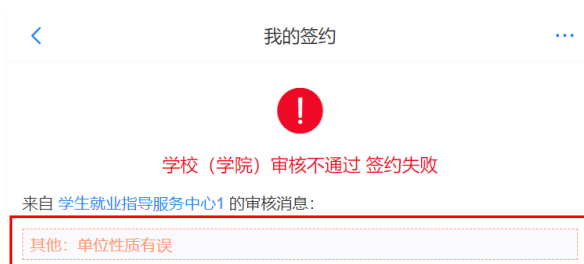 我的签约
学校（学院）审核不通过 签约失败
来自 学生就业指导服务中心1 的审核消息：
其他：单位性质有误